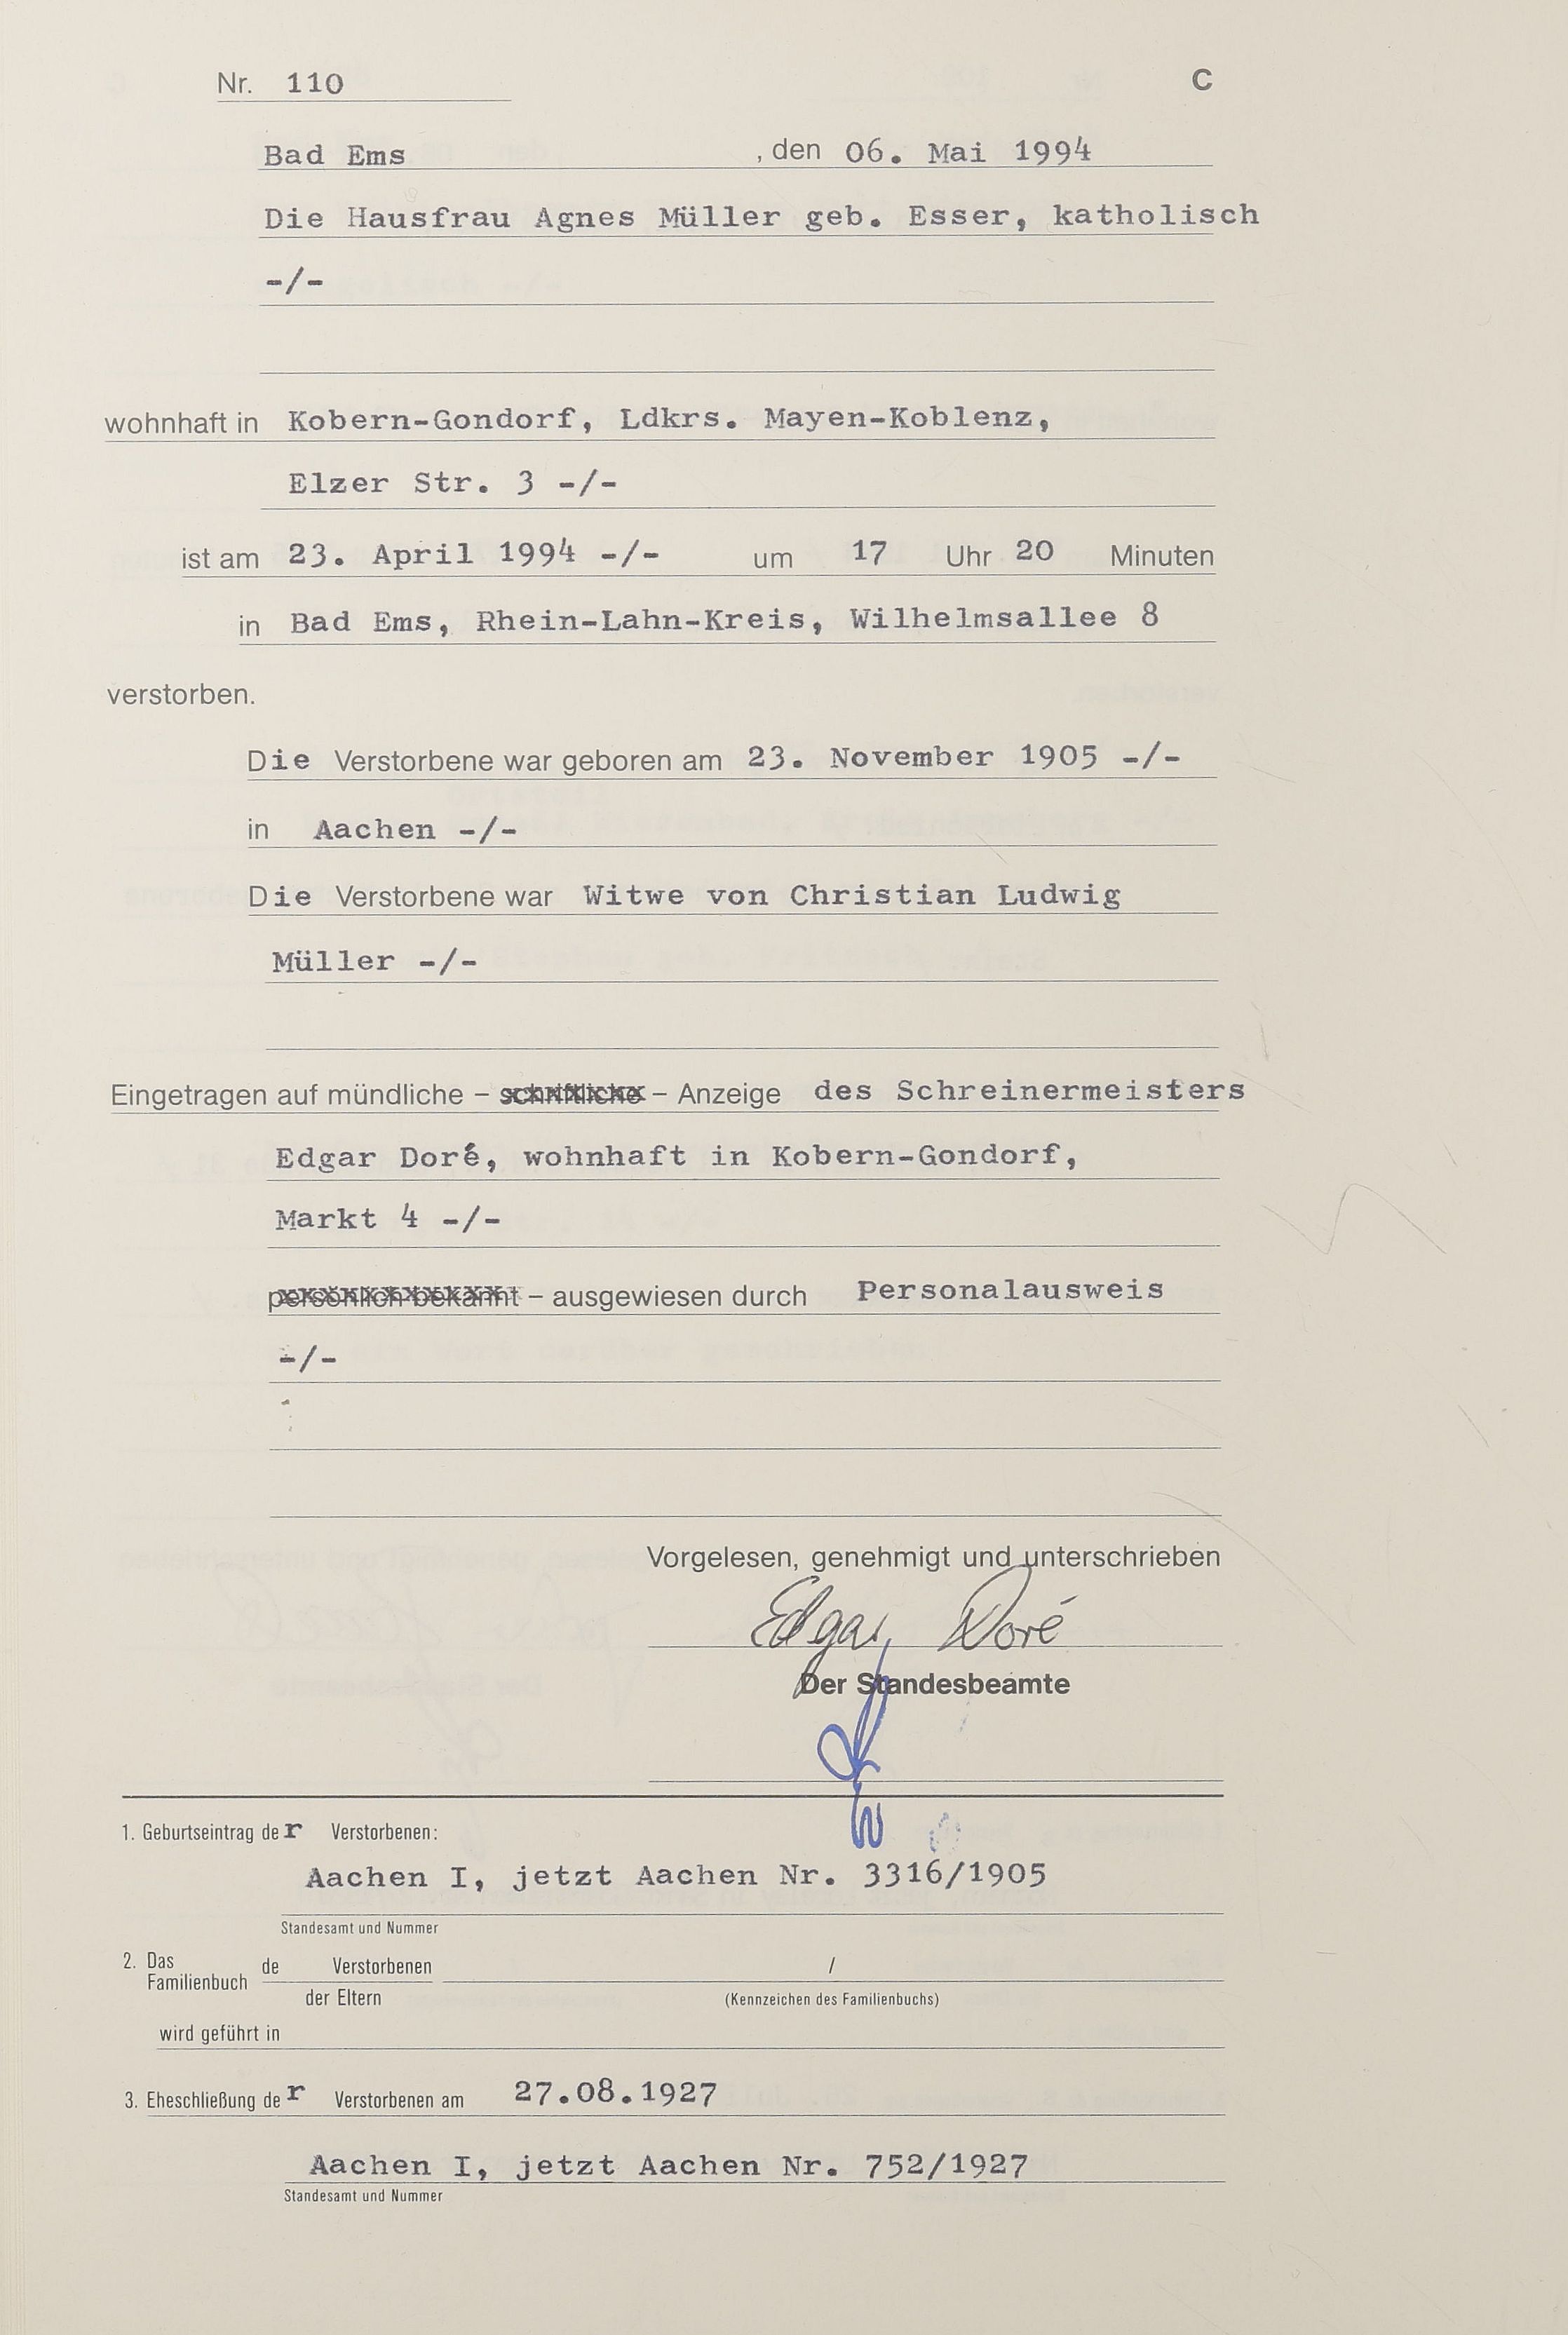 Nr. 110 C
Bad Ems , den 06. Mai 1994
Die Hausfrau Agnes Müller geb. Esser, katholisch
-/-
wohnhaft in Kobern-Gondorf, Ldkrs. Mayen-Koblenz,
Elzer Str. 3 -/-
ist am 23. April 1994 -/- um 17 Uhr 20 Minuten
in Bad Ems, Rhein-Lahn-Kreis, Wilhelmsallee 8
verstorben.
Die Verstorbene war geboren am 23. November 1905 -/-
in Aachen -/-
Die Verstorbene war Witwe von Christian Ludwig
Müller -/-
Eingetragen auf mündliche – schriftliche – Anzeige des Schreinermeisters
Edgar Doré, wohnhaft in Kobern-Gondorf,
Markt 4 -/-
persönlich bekannt – ausgewiesen durch Personalausweis
-/-
Vorgelesen, genehmigt und unterschrieben
Edgar Doré
Der Standesbeamte
1. Geburtseintrag der Verstorbenen:
Aachen I, jetzt Aachen Nr. 3316/1905
Standesamt und Nummer
2. Das Familienbuch de Verstorbenen /
der Eltern (Kennzeichen des Familienbuchs)
wird geführt in
3. Eheschließung der Verstorbenen am 27.08.1927
Aachen I, jetzt Aachen Nr. 752/1927
Standesamt und Nummer